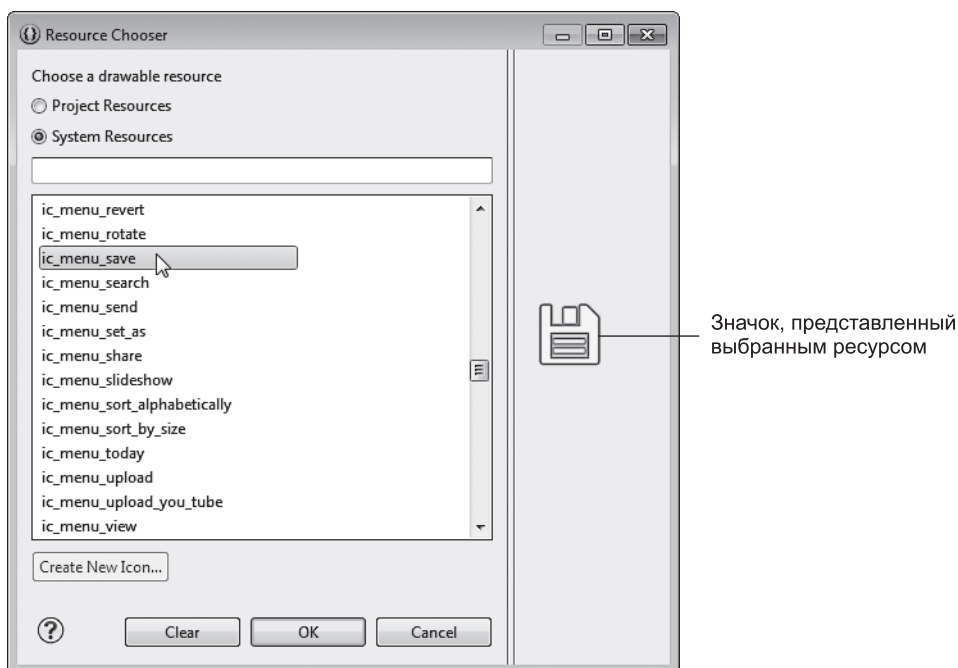 Resource Chooser
Choose a drawable resource
Project Resources
System Resources
ic_menu_revert
ic_menu_rotate
ic_menu_save
ic_menu_search
ic_menu_send
ic_menu_set_as
ic_menu_share
ic_menu_slideshow
ic_menu_sort_alphabetically
ic_menu_sort_by_size
ic_menu_today
ic_menu_upload
ic_menu_upload_you_tube
ic_menu_view
Create New Icon...
Clear
OK
Cancel
Значок, представленный
выбранным ресурсом